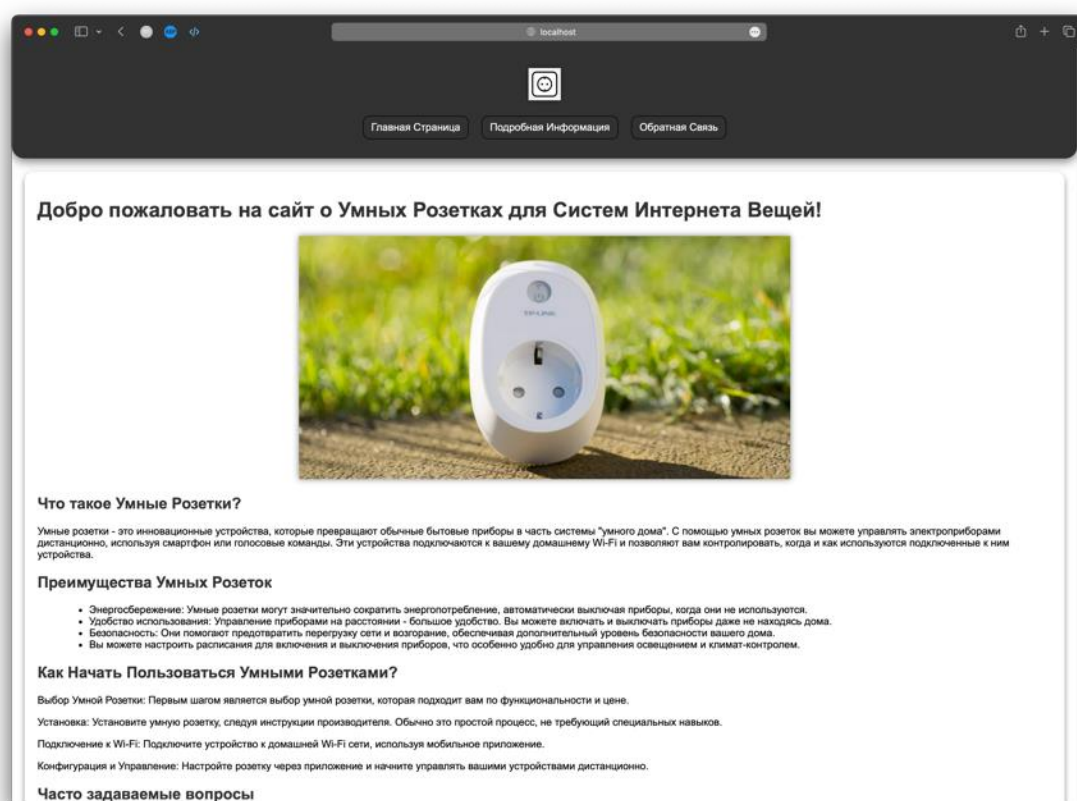 localhost
Главная Страница
Подробная Информация
Обратная Связь
Добро пожаловать на сайт о Умных Розетках для Систем Интернета Вещей!
TP-LINK
Что такое Умные Розетки?
Умные розетки - это инновационные устройства, которые превращают обычные бытовые приборы в часть системы "умного дома". С помощью умных розеток вы можете управлять электроприборами
дистанционно, используя смартфон или голосовые команды. Эти устройства подключаются к вашему домашнему Wi-Fi и позволяют вам контролировать, когда и как используются подключенные к ним
устройства.
Преимущества Умных Розеток
• Энергосбережение: Умные розетки могут значительно сократить энергопотребление, автоматически выключая приборы, когда они не используются.
• Удобство использования: Управление приборами на расстоянии - большое удобство. Вы можете включать и выключать приборы даже не находясь дома.
• Безопасность: Они помогают предотвратить перегрузку сети и возгорание, обеспечивая дополнительный уровень безопасности вашего дома.
• Вы можете настроить расписания для включения и выключения приборов, что особенно удобно для управления освещением и климат-контролем.
Как Начать Пользоваться Умными Розетками?
Выбор Умной Розетки: Первым шагом является выбор умной розетки, которая подходит вам по функциональности и цене.
Установка: Установите умную розетку, следуя инструкции производителя. Обычно это простой процесс, не требующий специальных навыков.
Подключение к Wi-Fi: Подключите устройство к домашней Wi-Fi сети, используя мобильное приложение.
Конфигурация и Управление: Настройте розетку через приложение и начните управлять вашими устройствами дистанционно.
Часто задаваемые вопросы